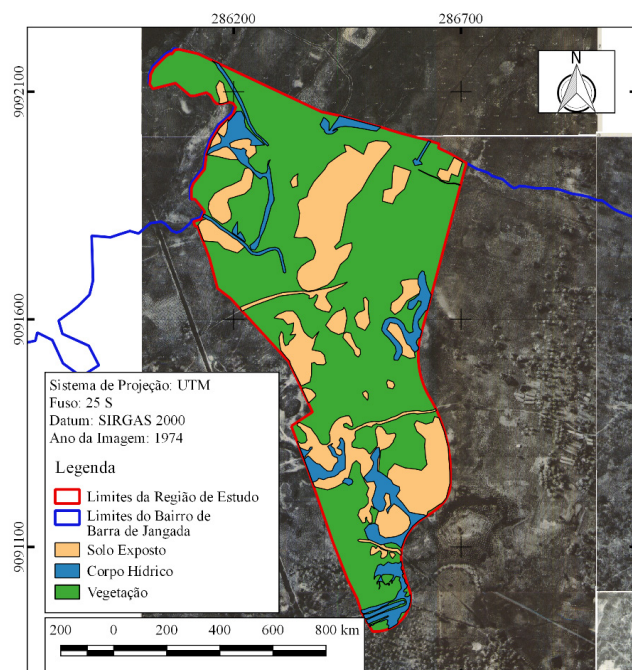 286200
286700
9092100
N
9091600
Sistema de Projeção: UTM
Fuso: 25 S
Datum: SIRGAS 2000
Ano da Imagem: 1974
Legenda
Limites da Região de Estudo
Limites do Bairro de
Barra de Jangada
Solo Exposto
Corpo Hídrico
Vegetação
9091100
200 0 200 400 600 800 km